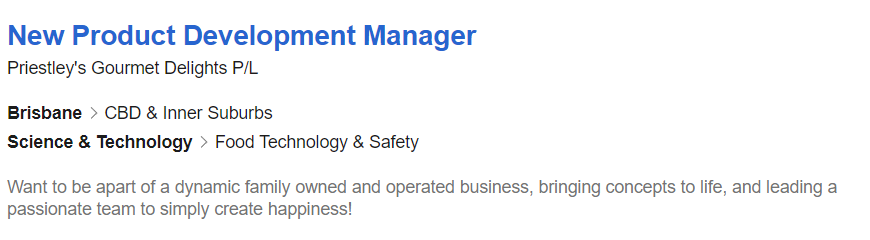 New Product Development Manager
Priestley's Gourmet Delights P/L
Brisbane > CBD & Inner Suburbs
Science & Technology > Food Technology & Safety
Want to be apart of a dynamic family owned and operated business, bringing concepts to life, and leading a
passionate team to simply create happiness!